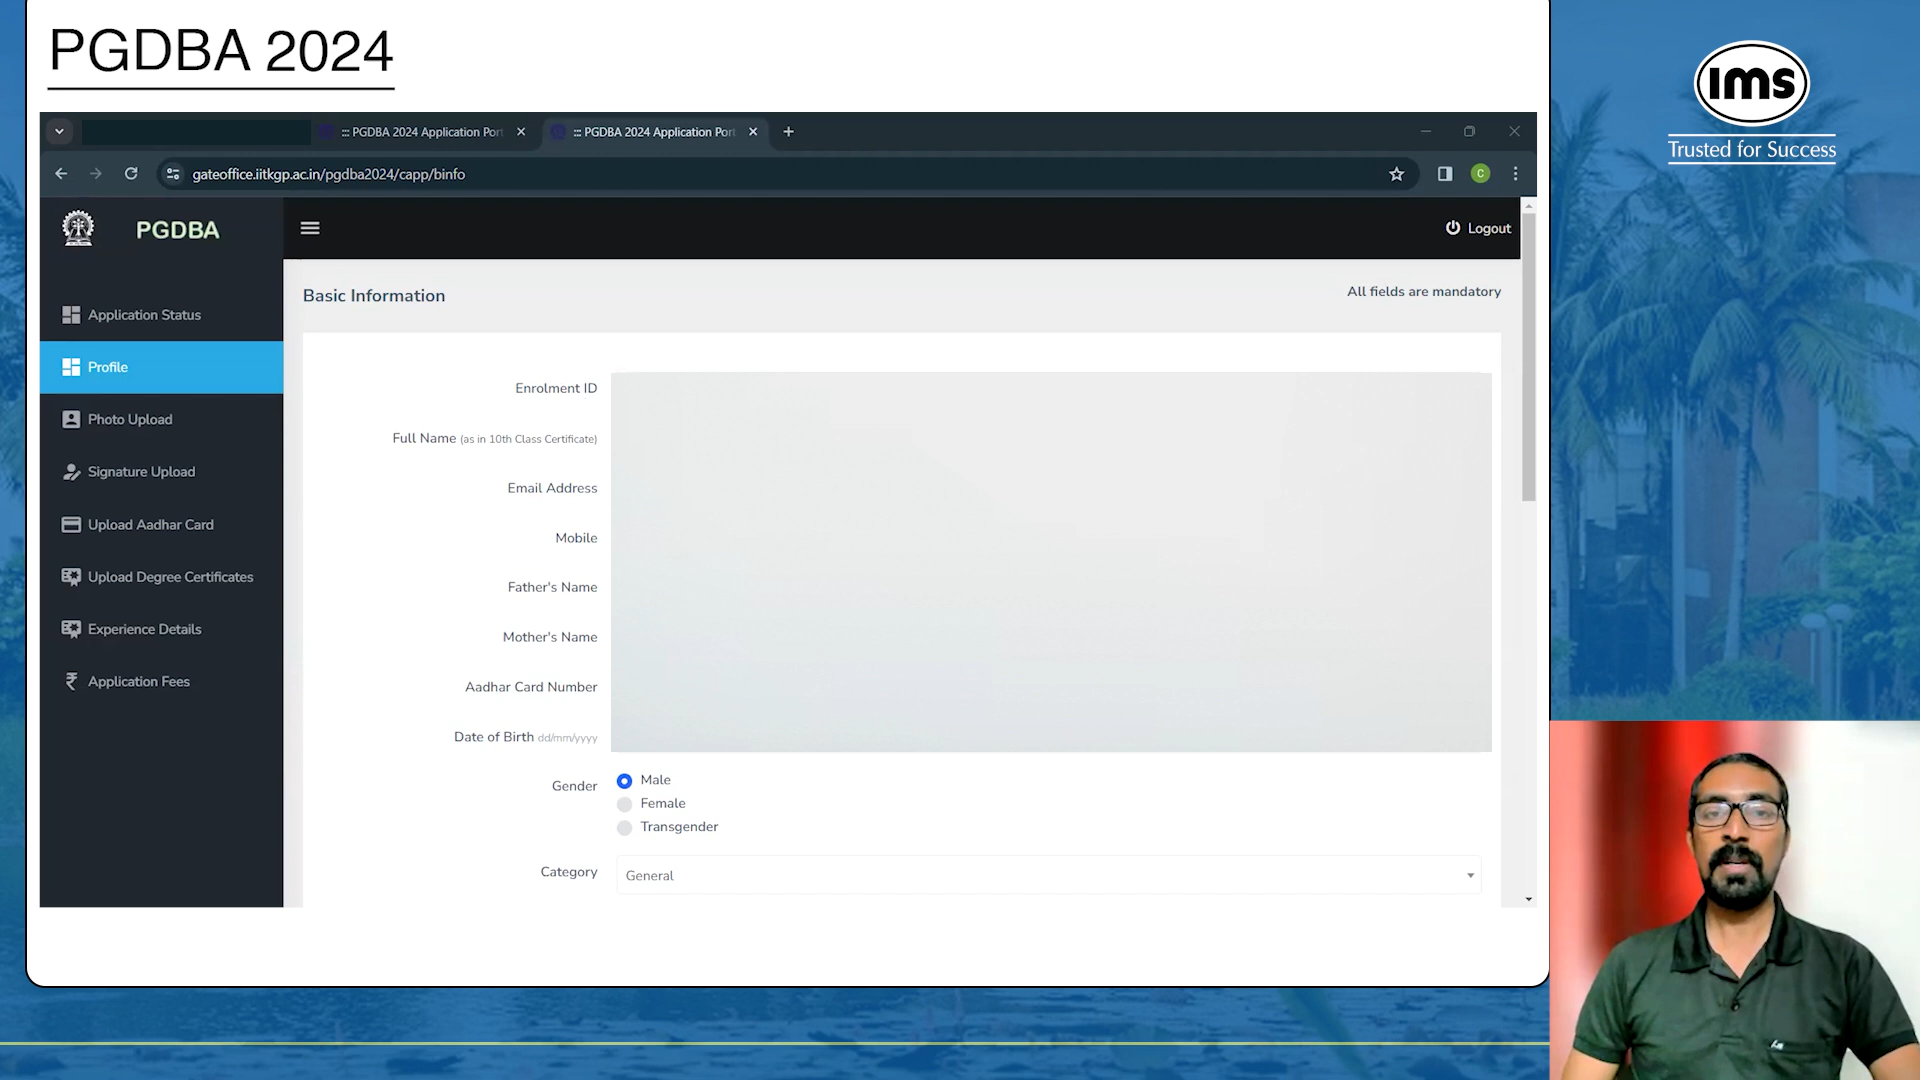 PGDBA 2024
ims
Trusted for Success
::: PGDBA 2024 Application Port
::: PGDBA 2024 Application Port
gateoffice.iitkgp.ac.in/pgdba2024/capp/binfo
C
PGDBA
Logout
Application Status
Profile
Photo Upload
Signature Upload
Upload Aadhar Card
Upload Degree Certificates
Experience Details
₹ Application Fees
Basic Information
All fields are mandatory
Enrolment ID
Full Name (as in 10th Class Certificate)
Email Address
Mobile
Father's Name
Mother's Name
Aadhar Card Number
Date of Birth dd/mm/yyyy
Gender
Male
Female
Transgender
Category
General